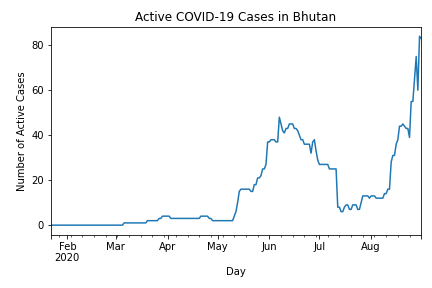 Active COVID-19 Cases in Bhutan
Number of Active Cases
80
60
40
20
0
Feb Mar Apr May Jun Jul Aug
2020
Day